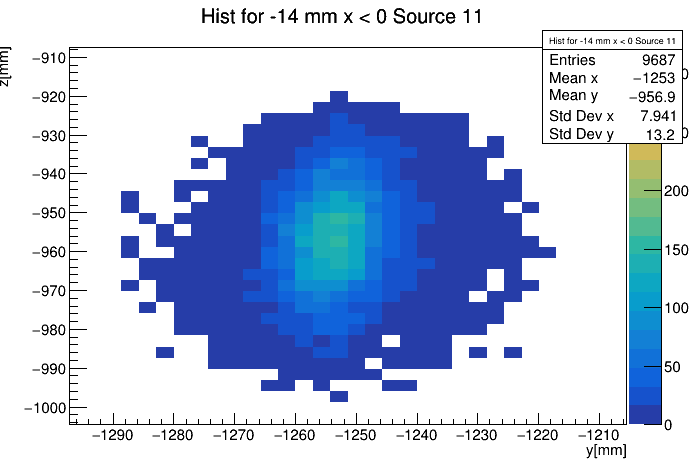 Hist for -14 mm x < 0 Source 11
z[mm]
Hist for -14 mm x < 0 Source 11
Entries 9687
Mean x −1253
Mean y −956.9
Std Dev x 7.941
Std Dev y 13.2
−910
−920
−930
−940
−950
−960
−970
−980
−990
−1000
0
0
200
150
100
50
0
−1290 −1280 −1270 −1260 −1250 −1240 −1230 −1220 −1210
y[mm]